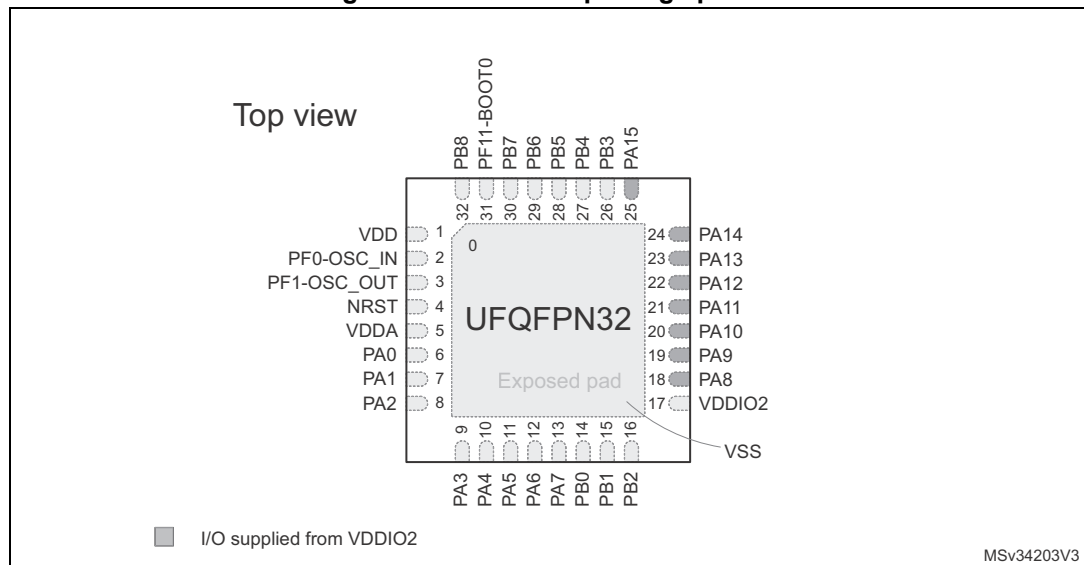 Top view
PB8
PF11-BOOT0
PB7
PB6
PB5
PB4
PB3
PA15
32
31
30
29
28
27
26
25
VDD 1
PF0-OSC_IN 2
PF1-OSC_OUT 3
NRST 4
VDDA 5
PA0 6
PA1 7
PA2 8
0
UFQFPN32
Exposed pad
24 PA14
23 PA13
22 PA12
21 PA11
20 PA10
19 PA9
18 PA8
17 VDDIO2
VSS
9
10
11
12
13
14
15
16
PA3
PA4
PA5
PA6
PA7
PB0
PB1
PB2
I/O supplied from VDDIO2
MSv34203V3